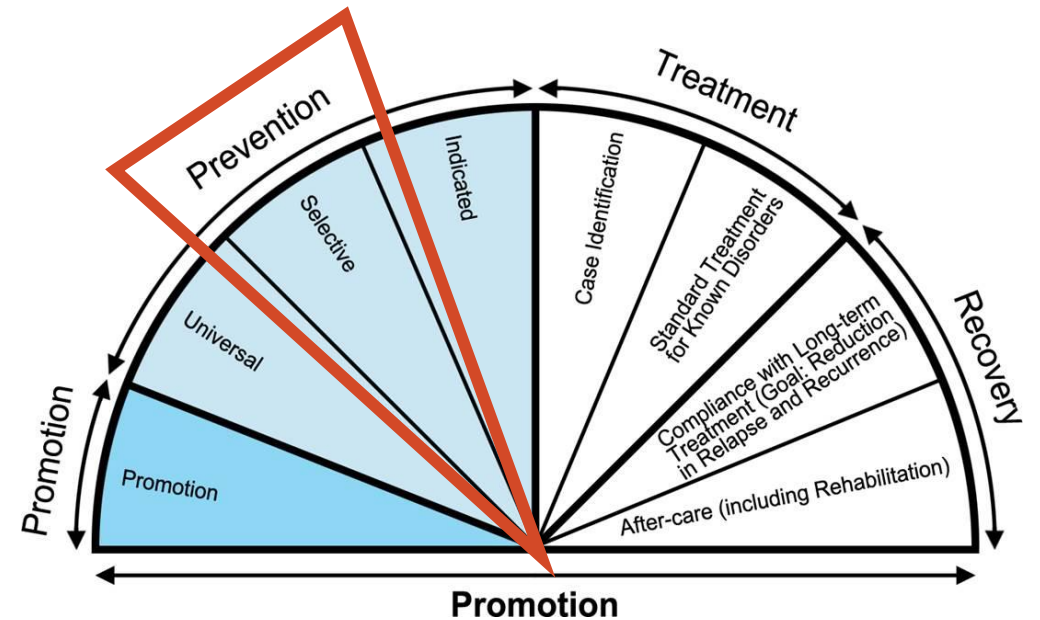 Promotion
Prevention
Treatment
Recovery
Promotion
Universal
Selective
Indicated
Case Identification
Standard Treatment
for Known Disorders
Compliance with Long-term
Treatment (Goal: Reduction
in Relapse and Recurrence)
After-care (including Rehabilitation)
Promotion